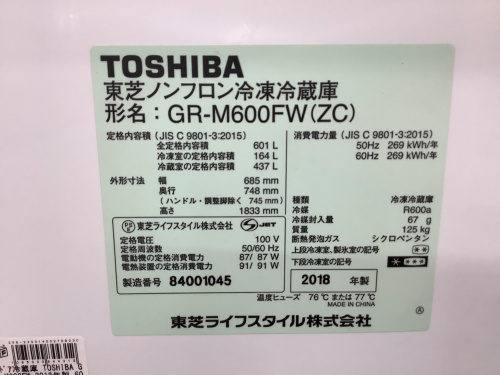 TOSHIBA
東芝ノンフロン冷凍冷蔵庫
形名：GR-M600FW(ZC)
定格内容積 (JIS C 9801-3:2015)
全定格内容積 601 L
冷凍室の定格内容積 164 L
冷蔵室の定格内容積 437 L
外形寸法 幅 685 mm
奥行 748 mm
(ハンドル・調整脚除く 745 mm)
高さ 1833 mm
消費電力量 (JIS C 9801-3:2015)
50Hz 269 kWh/年
60Hz 269 kWh/年
種類 冷凍冷蔵庫
冷媒 R600a
冷媒封入量 67 g
質量 125 kg
断熱発泡ガス シクロペンタン
上段冷凍室、製氷室の記号
下段冷凍室の記号
PSE 東芝ライフスタイル株式会社 JET
定格電圧 100 V
定格周波数 50/60 Hz
電動機の定格消費電力 87/ 87 W
電熱装置の定格消費電力 91/ 91 W
製造番号 84001045
2018 年製
温度ヒューズ 76℃または77℃
MADE IN CHINA
東芝ライフスタイル株式会社
冷蔵庫 TOSHIBA G